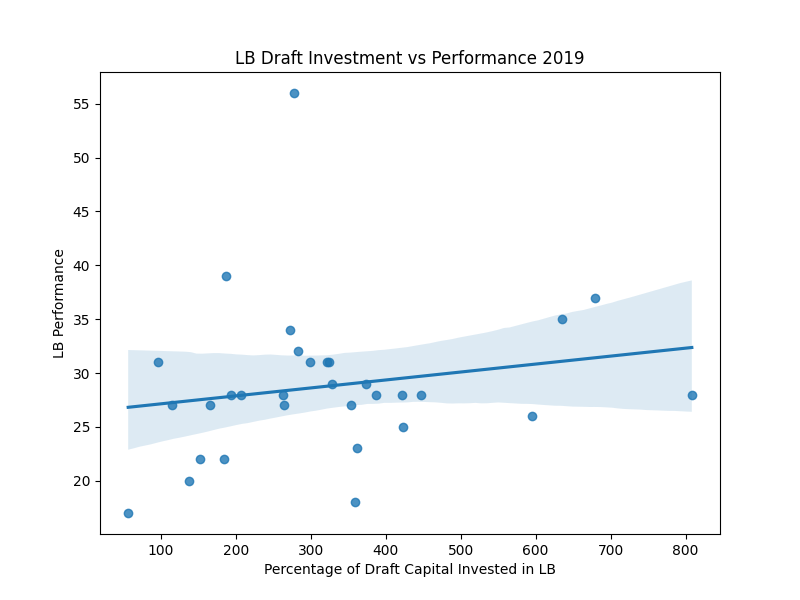 LB Draft Investment vs Performance 2019
55
50
45
40
35
30
25
20
LB Performance
100 200 300 400 500 600 700 800
Percentage of Draft Capital Invested in LB